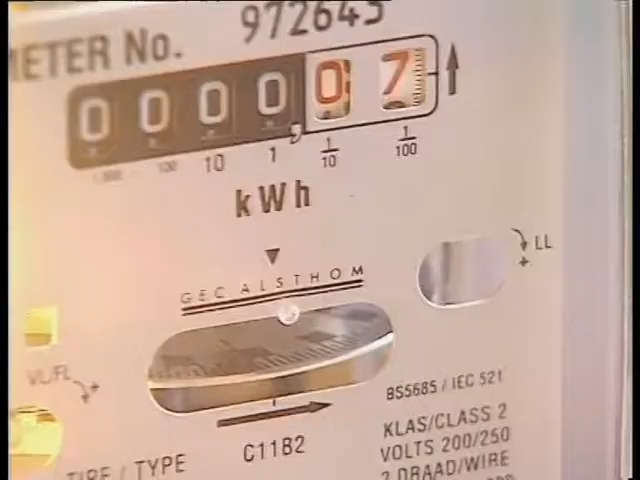 METER No. 972645
0 0 0 0 , 0 7
1 000 100 10 1 1/10 1/100
kWh
GEC ALSTHOM
LL
+
VL/FL
+
BS5685 / IEC 521
C11B2
KLAS/CLASS 2
VOLTS 200/250
TIPE / TYPE
2 DRAAD/WIRE